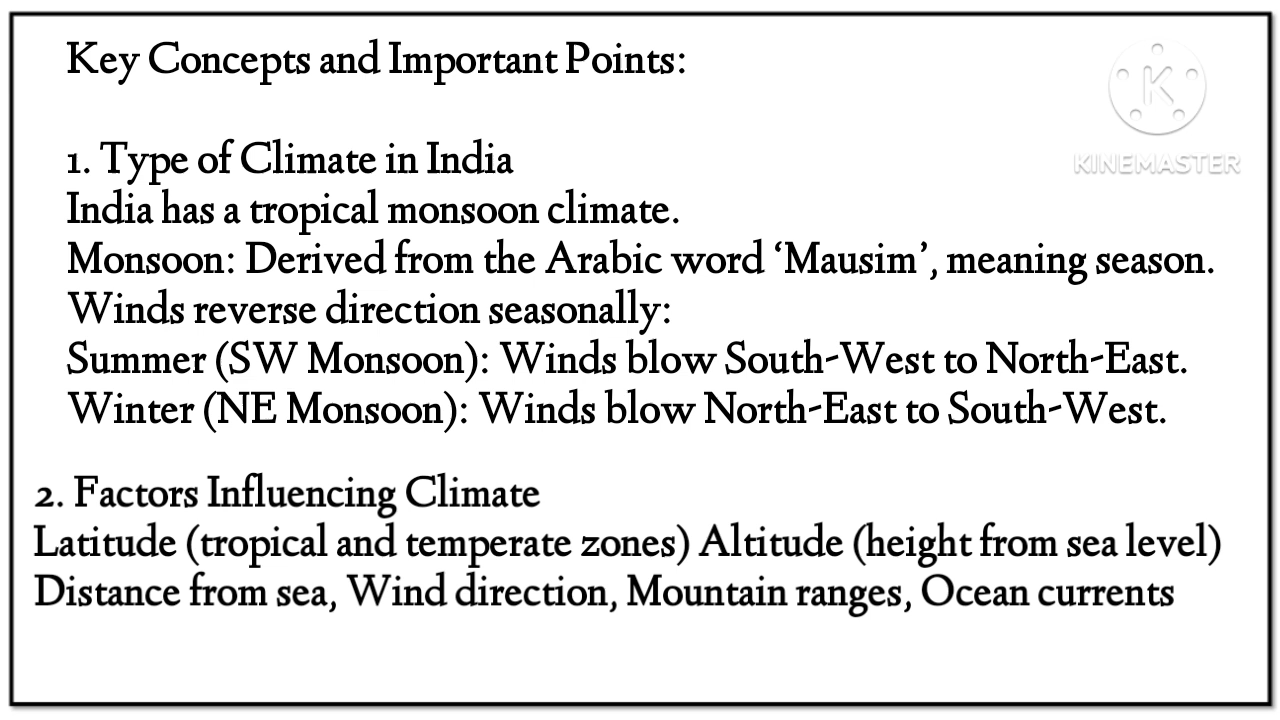 Key Concepts and Important Points:
1. Type of Climate in India
India has a tropical monsoon climate.
Monsoon: Derived from the Arabic word ‘Mausim’, meaning season.
Winds reverse direction seasonally:
Summer (SW Monsoon): Winds blow South-West to North-East.
Winter (NE Monsoon): Winds blow North-East to South-West.
2. Factors Influencing Climate
Latitude (tropical and temperate zones) Altitude (height from sea level)
Distance from sea, Wind direction, Mountain ranges, Ocean currents
K
KINEMASTER